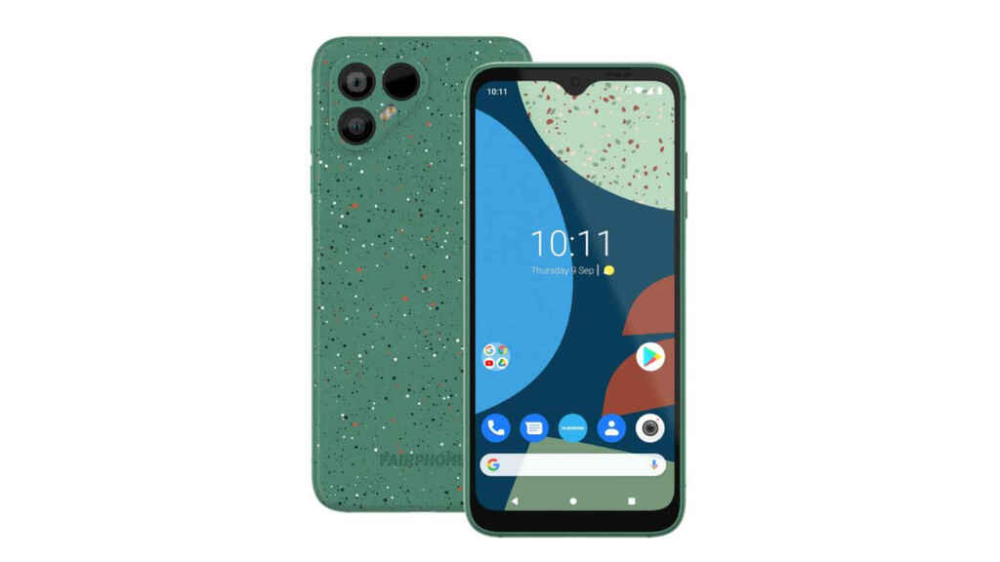 FAIRPHONE
10:11
10:11
Thursday 9 Sep |